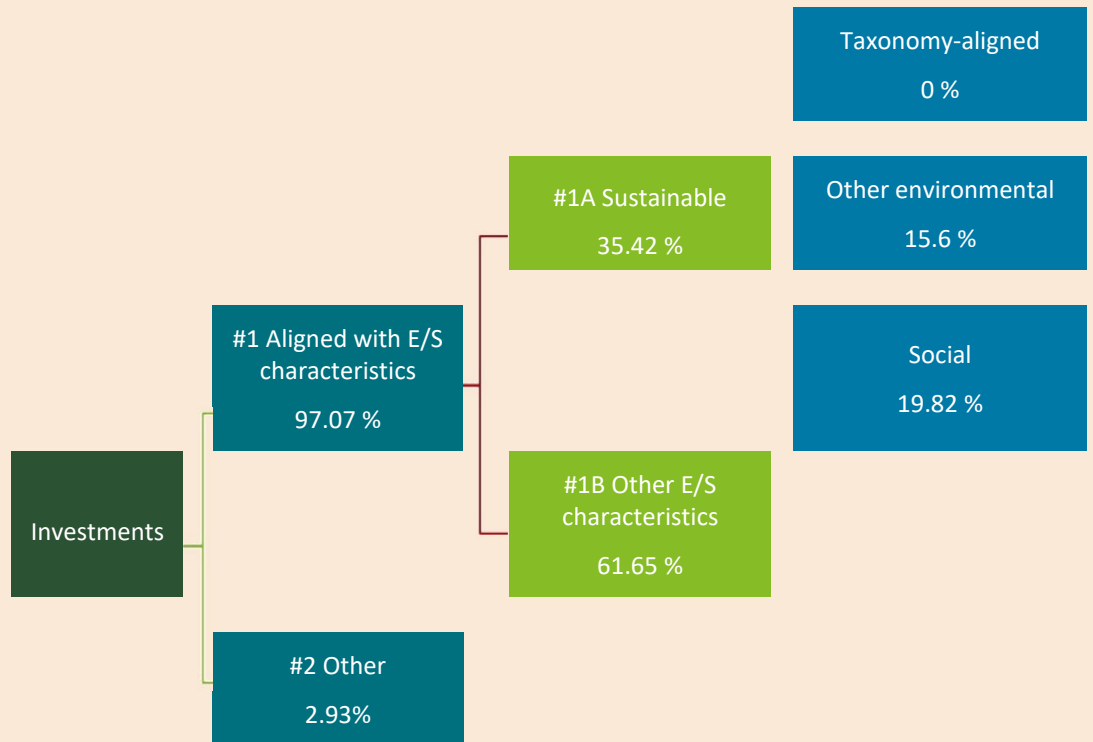 Taxonomy-aligned
0 %
#1A Sustainable
35.42 %
Other environmental
15.6 %
#1 Aligned with E/S
characteristics
97.07 %
Social
19.82 %
Investments
#1B Other E/S
characteristics
61.65 %
#2 Other
2.93%